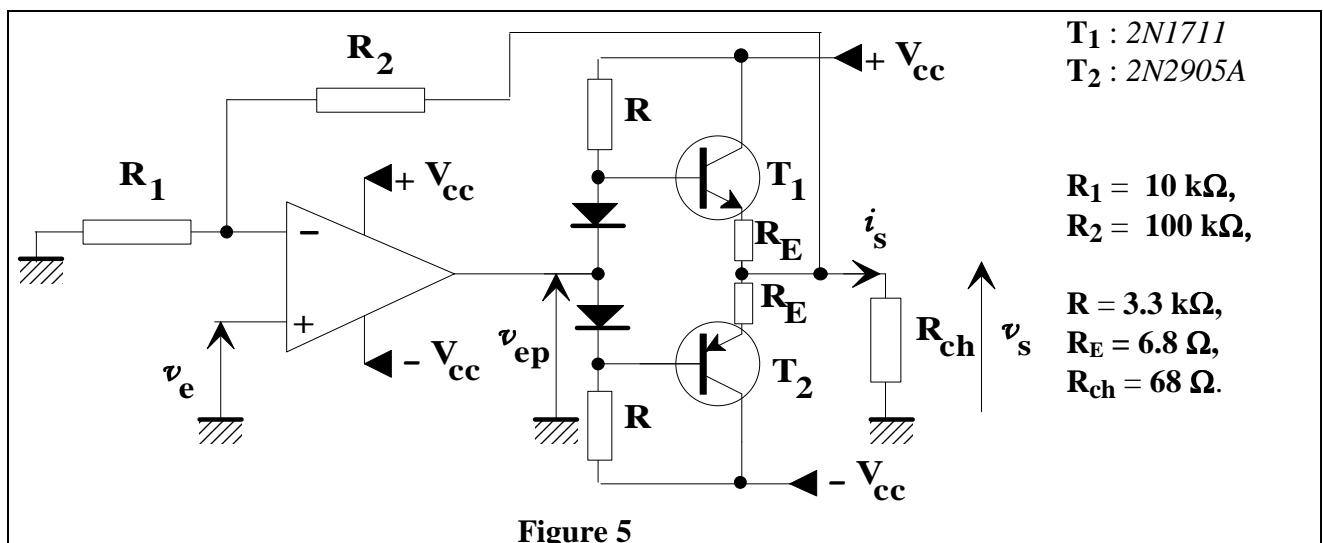 T1 : 2N1711
T2 : 2N2905A
R2
+ Vcc
R
R1
+ Vcc
T1
R1 = 10 kΩ,
R2 = 100 kΩ,
−
RE
is
RE
+
vep
Rch
vs
R = 3.3 kΩ,
RE = 6.8 Ω,
Rch = 68 Ω.
− Vcc
T2
ve
R
− Vcc
Figure 5